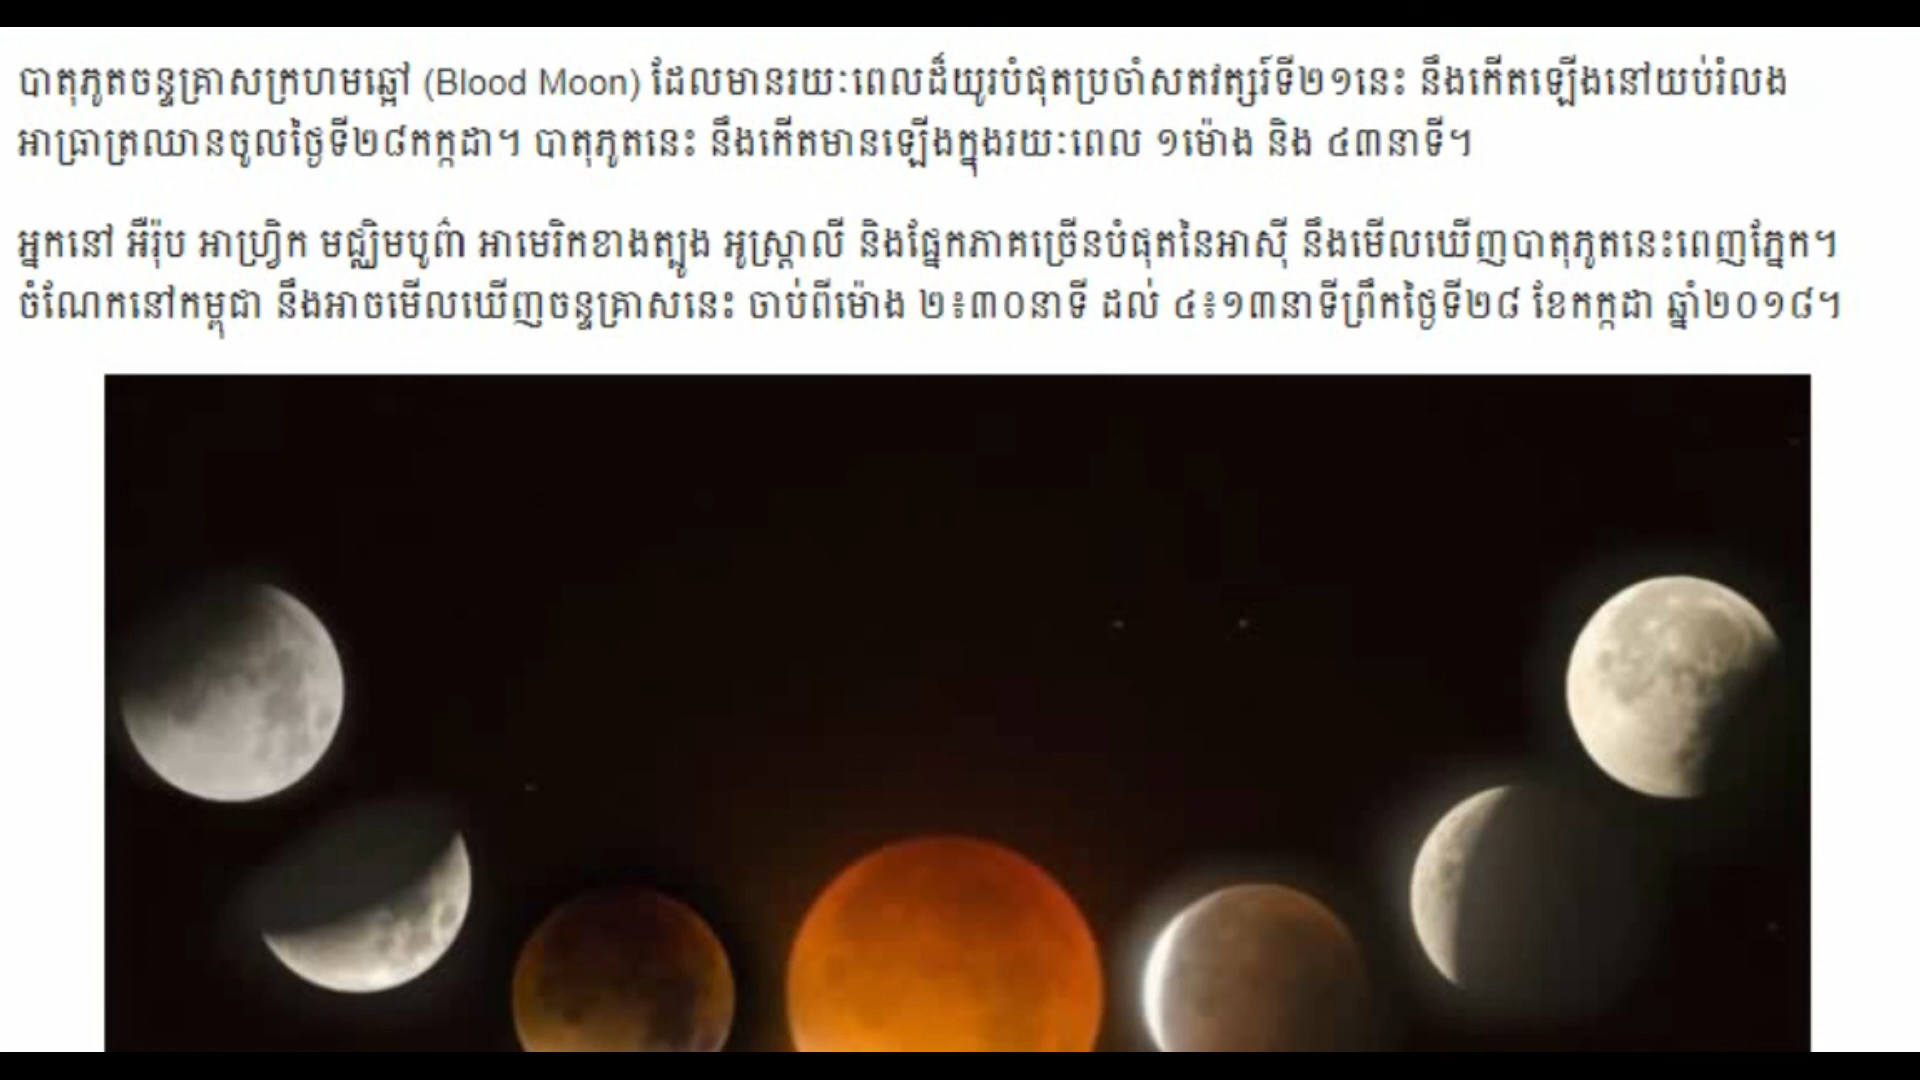 បាតុភូតចន្ទគ្រាសក្រហមឆ្អៅ (Blood Moon) ដែលមានរយៈពេលដ៏យូរបំផុតប្រចាំសតវត្សរ៍ទី២១នេះ នឹងកើតឡើងនៅយប់រំលង
អាធ្រាត្រឈានចូលថ្ងៃទី២៨កក្កដា។ បាតុភូតនេះ នឹងកើតមានឡើងក្នុងរយៈពេល ១ម៉ោង និង ៤៣នាទី។
អ្នកនៅ អឺរ៉ុប អាហ្វ្រិក មជ្ឈិមបូព៌ា អាមេរិកខាងត្បូង អូស្ត្រាលី និងផ្នែកភាគច្រើនបំផុតនៃអាស៊ី នឹងមើលឃើញបាតុភូតនេះពេញភ្នែក។
ចំណែកនៅកម្ពុជា នឹងអាចមើលឃើញចន្ទគ្រាសនេះ ចាប់ពីម៉ោង ២៖៣០នាទី ដល់ ៤៖១៣នាទីព្រឹកថ្ងៃទី២៨ ខែកក្កដា ឆ្នាំ២០១៨។